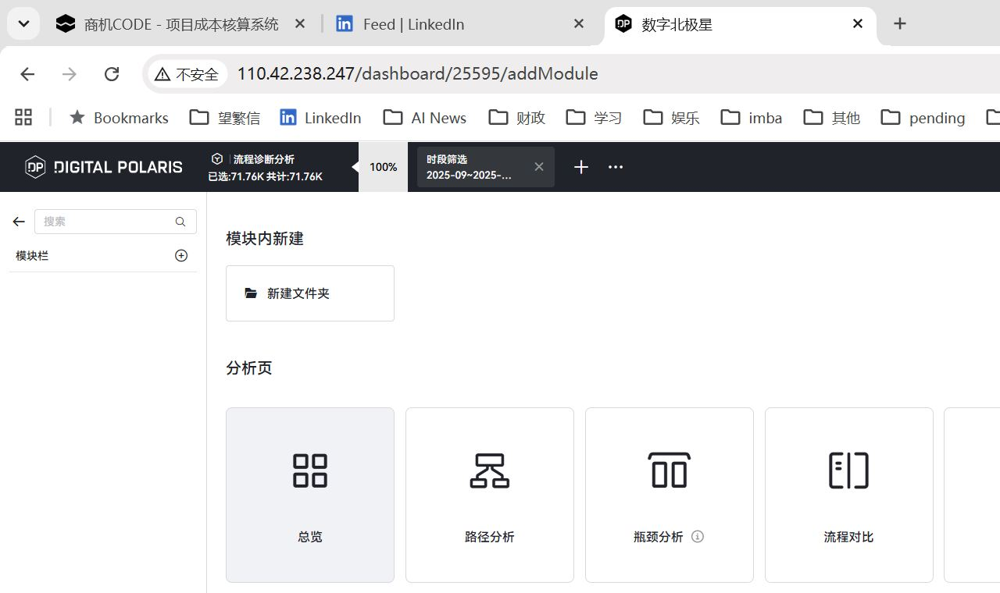 商机CODE - 项目成本核算系统
Feed | LinkedIn
数字北极星
不安全
110.42.238.247/dashboard/25595/addModule
Bookmarks
望繁信
LinkedIn
AI News
财政
学习
娱乐
imba
其他
pending
DP DIGITAL POLARIS
流程诊断分析
已选:71.76K 共计:71.76K
100%
时段筛选
2025-09~2025-...
搜索
模块栏
模块内新建
新建文件夹
分析页
总览
路径分析
瓶颈分析
流程对比